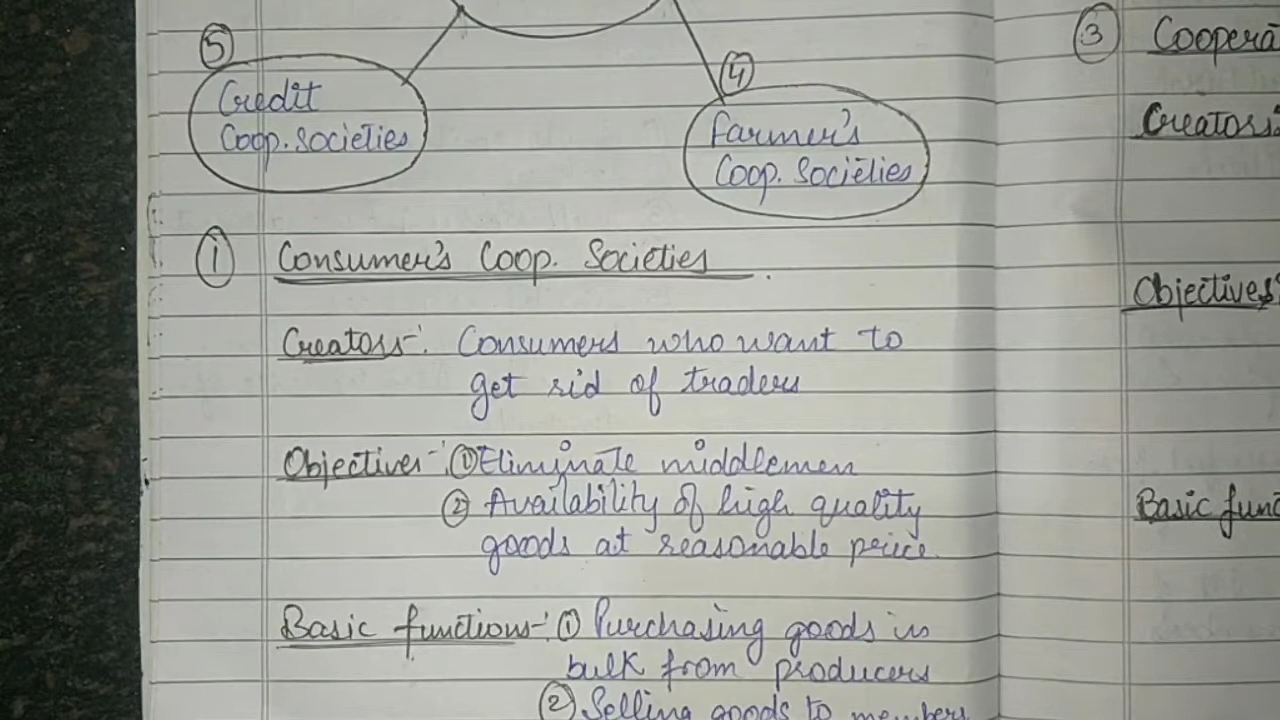 5
Credit
Coop. Societies
4
Farmer's
Coop. Societies
1 Consumer's Coop. Societies
Creators:- Consumers who want to
get rid of traders
Objectives:- 1 Eliminate middlemen
2 Availability of high quality
goods at reasonable price.
Basic functions:- 1 Purchasing goods in
bulk from producers
2 Selling goods to members
3 Coopera
Creators:
Objectives:
Basic func